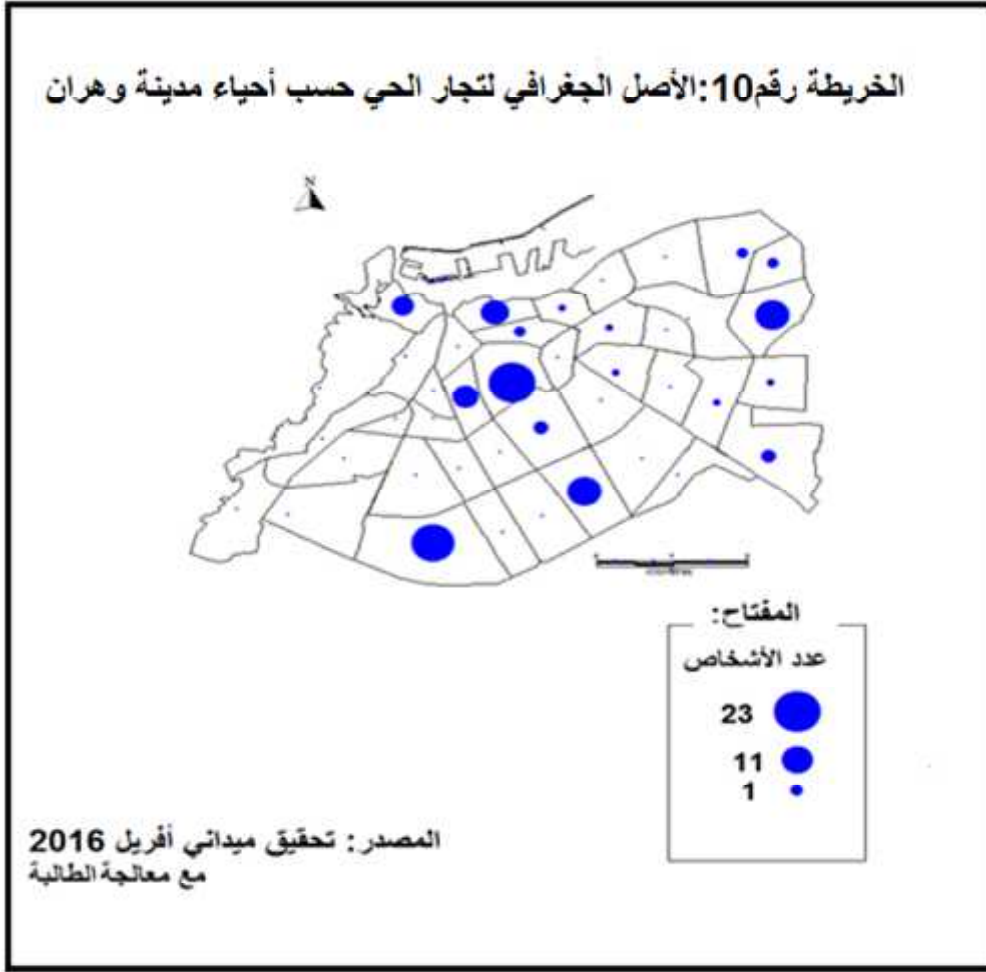 الخريطة رقم10:الأصل الجغرافي لتجار الحي حسب أحياء مدينة وهران
N
المفتاح:
عدد الأشخاص
23
11
1
المصدر: تحقيق ميداني أفريل 2016
مع معالجة الطالبة